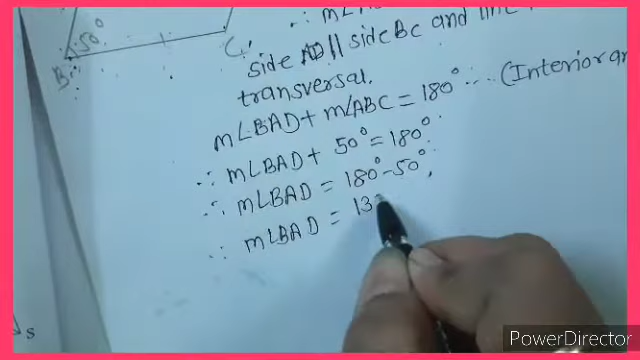 50°
B
C
∴ m∠A
side AD || side BC and line
transversal.
m∠BAD + m∠ABC = 180° ... (Interior an
∴ m∠BAD + 50° = 180°
∴ m∠BAD = 180° - 50°
∴ m∠BAD = 13
S
PowerDirector